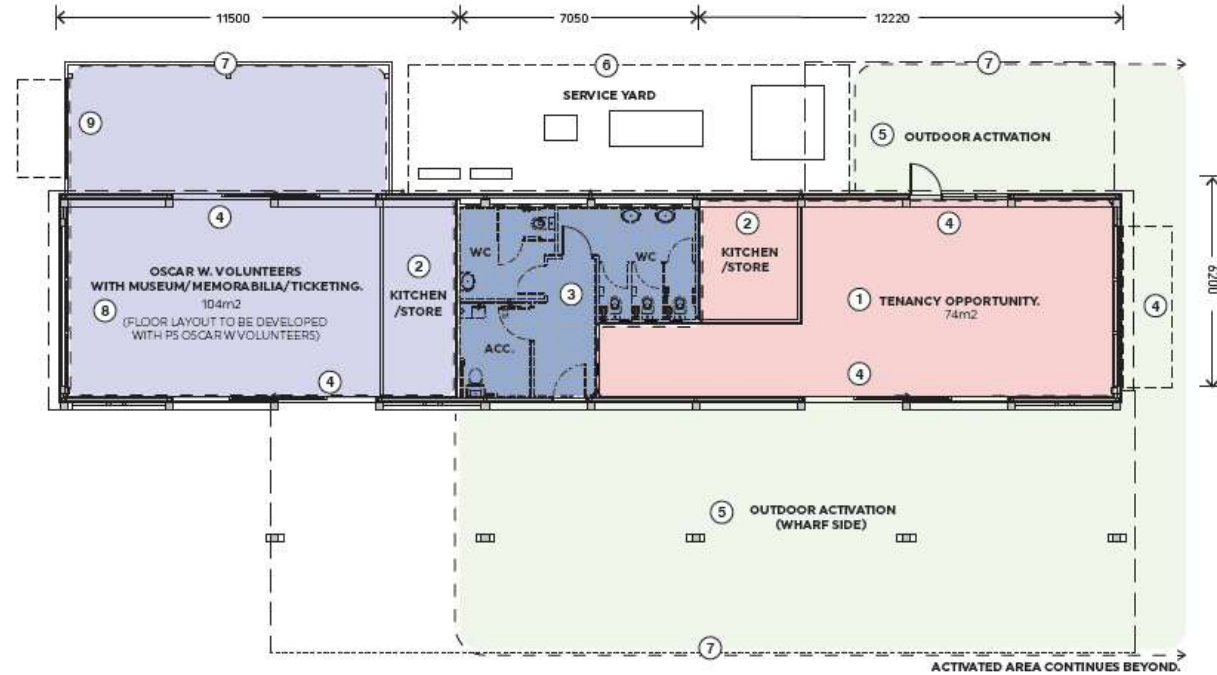 11500
7050
12220
7
6
7
SERVICE YARD
9
5
OUTDOOR ACTIVATION
4
2
4
WC
WC
KITCHEN
/STORE
OSCAR W. VOLUNTEERS
WITH MUSEUM/MEMORABILIA/TICKETING.
104m2
(FLOOR LAYOUT TO BE DEVELOPED
WITH PS OSCAR W VOLUNTEERS)
8
2
KITCHEN
/STORE
3
1
TENANCY OPPORTUNITY.
74m2
4
6200
ACC.
4
4
5
OUTDOOR ACTIVATION
(WHARF SIDE)
7
ACTIVATED AREA CONTINUES BEYOND.